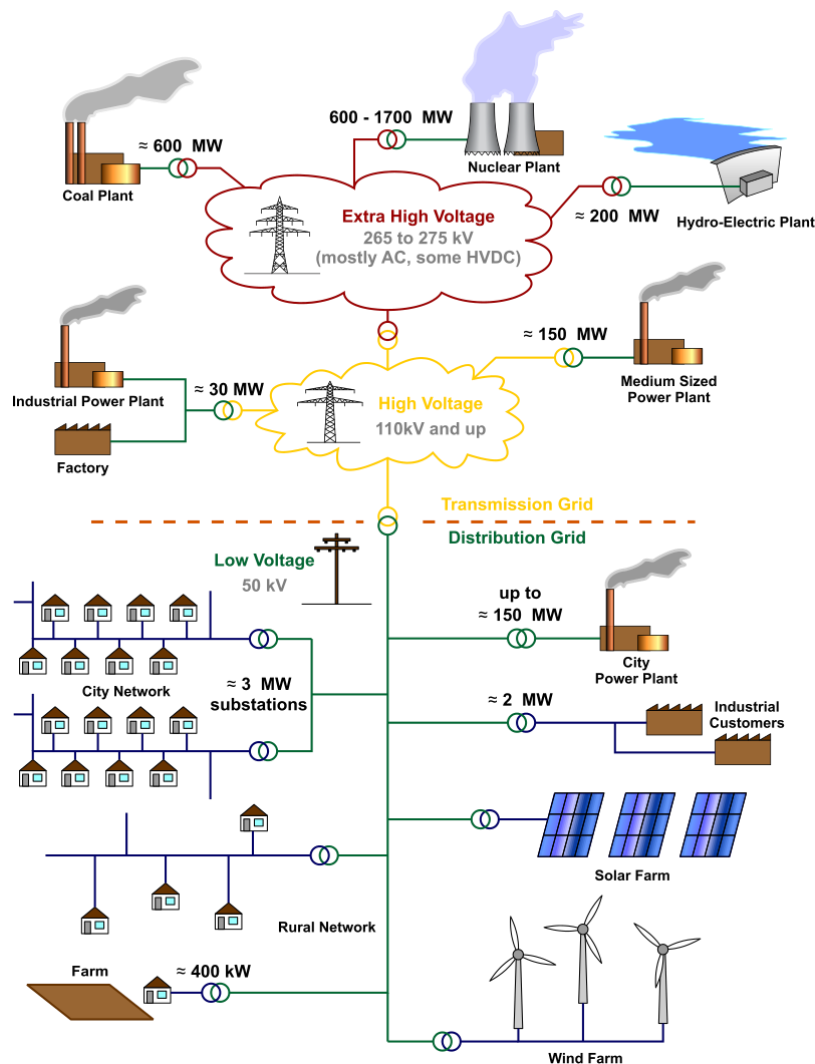 600 - 1700 MW
≈ 600 MW
Nuclear Plant
Coal Plant
Extra High Voltage
265 to 275 kV
(mostly AC, some HVDC)
≈ 200 MW
Hydro-Electric Plant
≈ 150 MW
Medium Sized
Power Plant
≈ 30 MW
Industrial Power Plant
High Voltage
110kV and up
Factory
Transmission Grid
Distribution Grid
Low Voltage
50 kV
up to
≈ 150 MW
City
Power Plant
City Network
≈ 3 MW
substations
≈ 2 MW
Industrial
Customers
Solar Farm
Rural Network
Farm
≈ 400 kW
Wind Farm